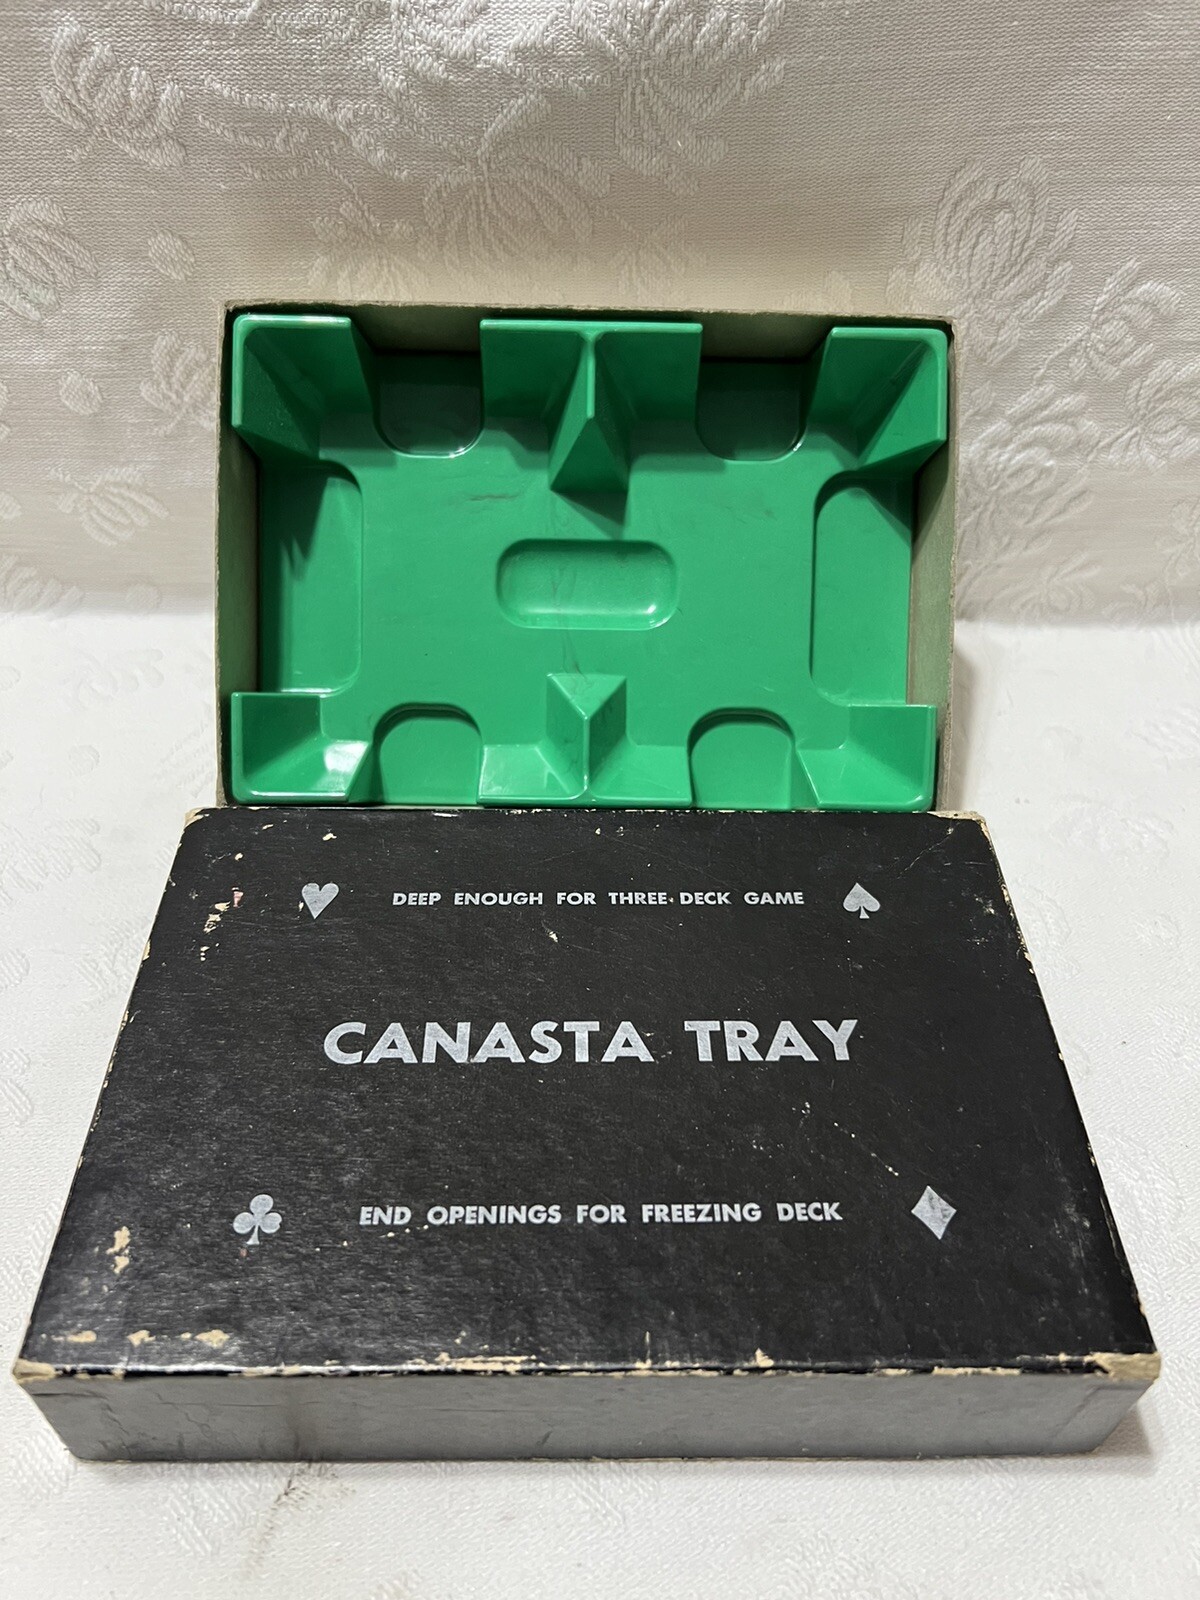 DEEP ENOUGH FOR THREE DECK GAME
CANASTA TRAY
END OPENINGS FOR FREEZING DECK